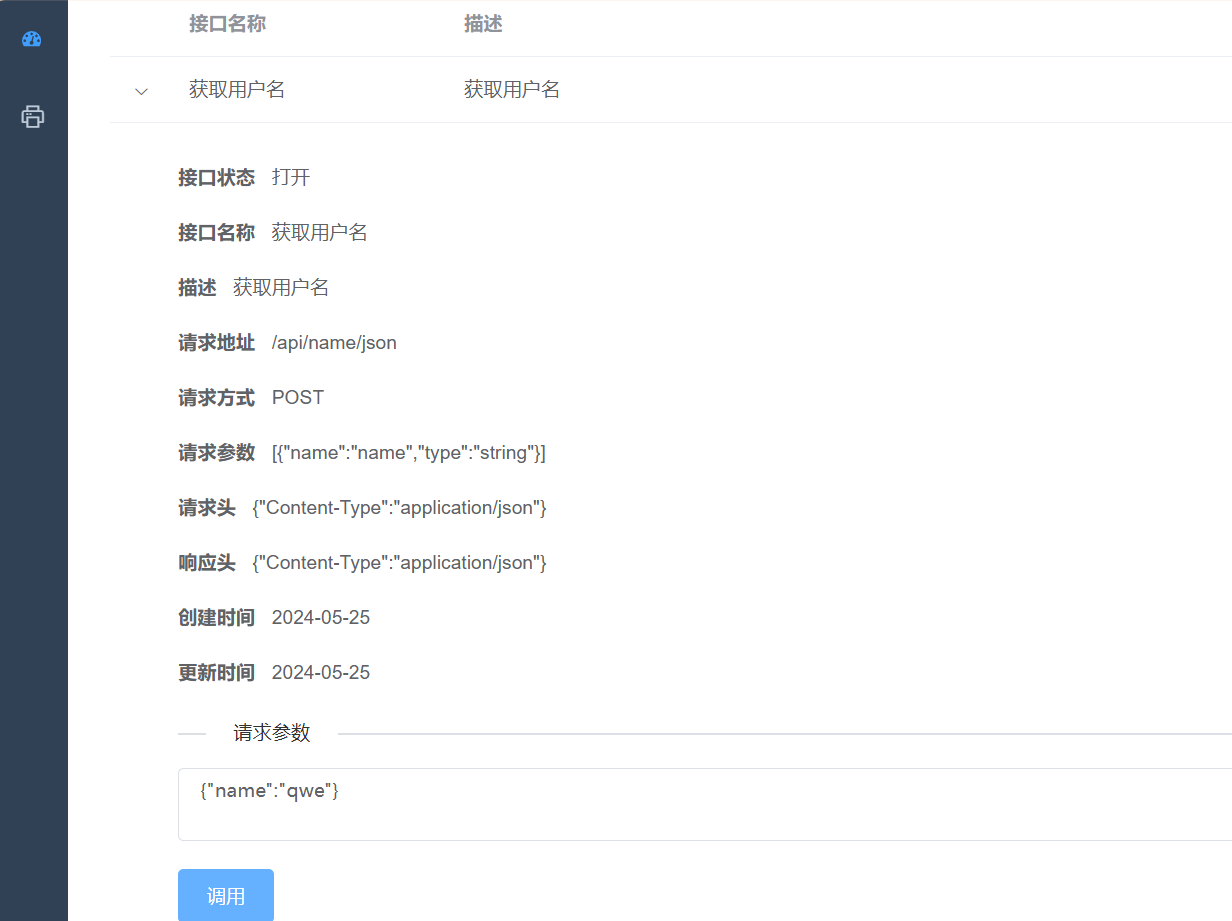 接口名称 描述
获取用户名 获取用户名
接口状态 打开
接口名称 获取用户名
描述 获取用户名
请求地址 /api/name/json
请求方式 POST
请求参数 [{"name":"name","type":"string"}]
请求头 {"Content-Type":"application/json"}
响应头 {"Content-Type":"application/json"}
创建时间 2024-05-25
更新时间 2024-05-25
请求参数
{"name":"qwe"}
调用